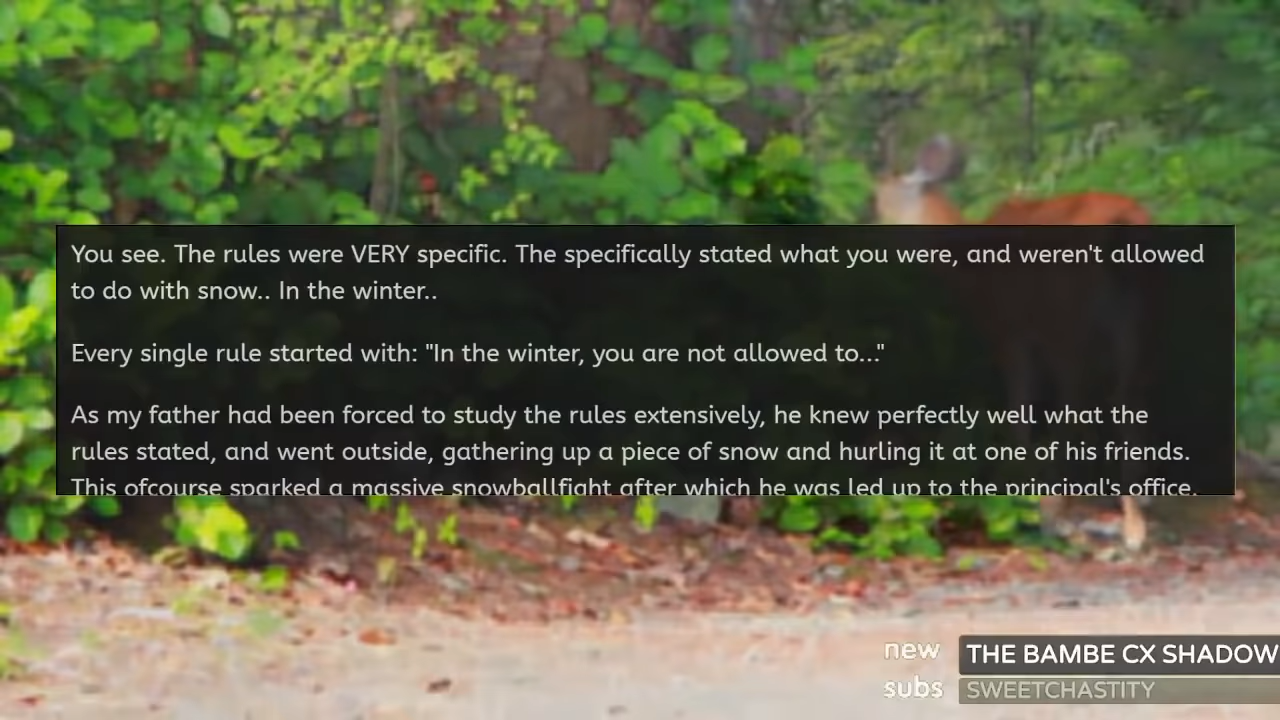 You see. The rules were VERY specific. The specifically stated what you were, and weren't allowed
to do with snow.. In the winter..
Every single rule started with: "In the winter, you are not allowed to..."
As my father had been forced to study the rules extensively, he knew perfectly well what the
rules stated, and went outside, gathering up a piece of snow and hurling it at one of his friends.
This ofcourse sparked a massive snowballfight after which he was led up to the principal's office.
new
THE BAMBE CX SHADOW
subs
SWEETCHASTITY